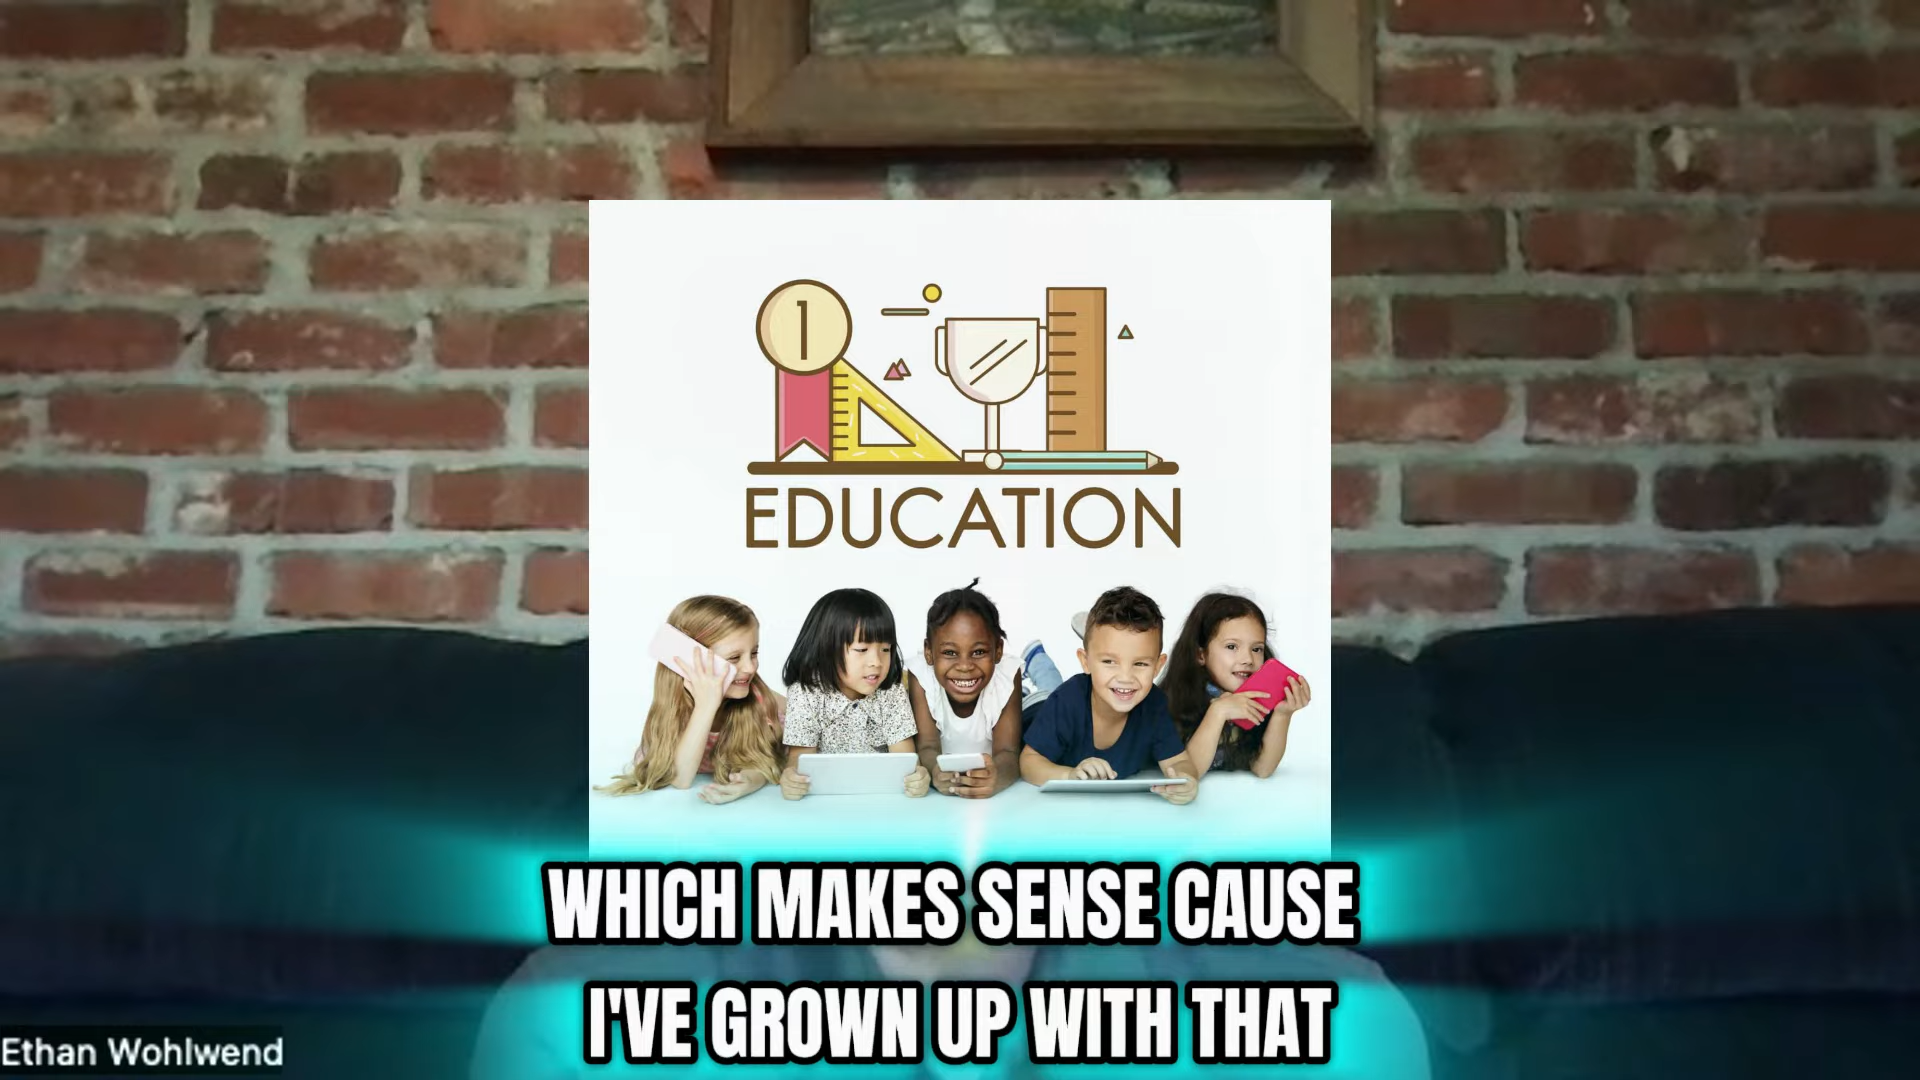 1
EDUCATION
WHICH MAKES SENSE CAUSE
I'VE GROWN UP WITH THAT
Ethan Wohlwend